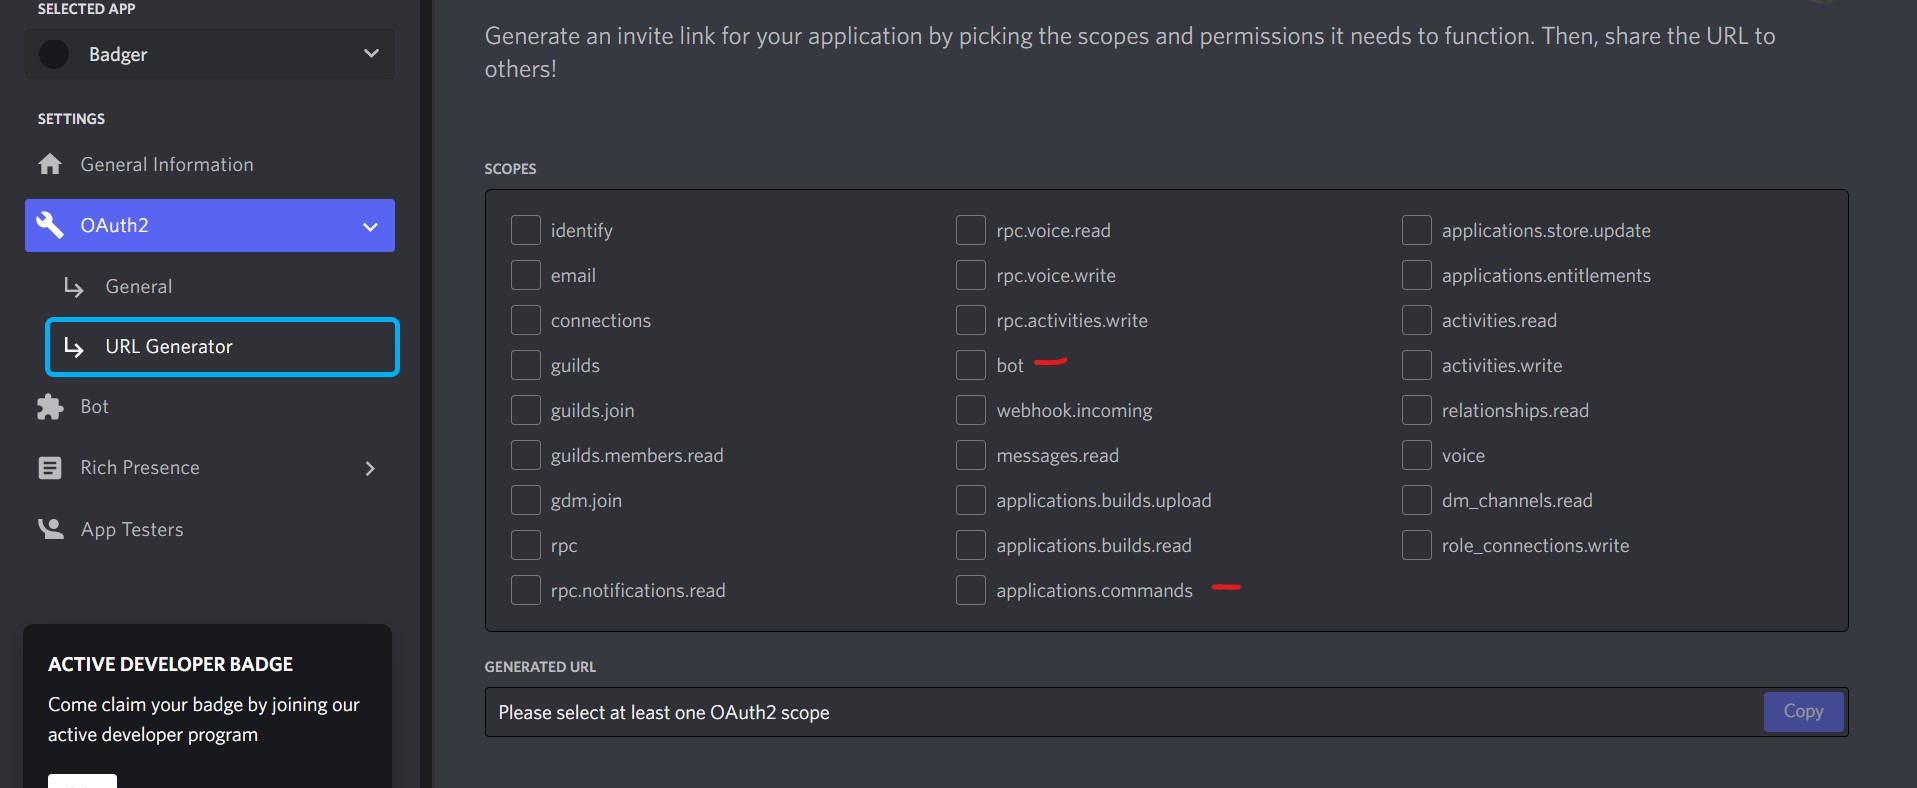 SELECTED APP
Badger
SETTINGS
General Information
OAuth2
General
URL Generator
Bot
Rich Presence
App Testers
ACTIVE DEVELOPER BADGE
Come claim your badge by joining our
active developer program
Generate an invite link for your application by picking the scopes and permissions it needs to function. Then, share the URL to
others!
SCOPES
identify
email
connections
guilds
guilds.join
guilds.members.read
gdm.join
rpc
rpc.notifications.read
rpc.voice.read
rpc.voice.write
rpc.activities.write
bot
webhook.incoming
messages.read
applications.builds.upload
applications.builds.read
applications.commands
applications.store.update
applications.entitlements
activities.read
activities.write
relationships.read
voice
dm_channels.read
role_connections.write
GENERATED URL
Please select at least one OAuth2 scope
Copy